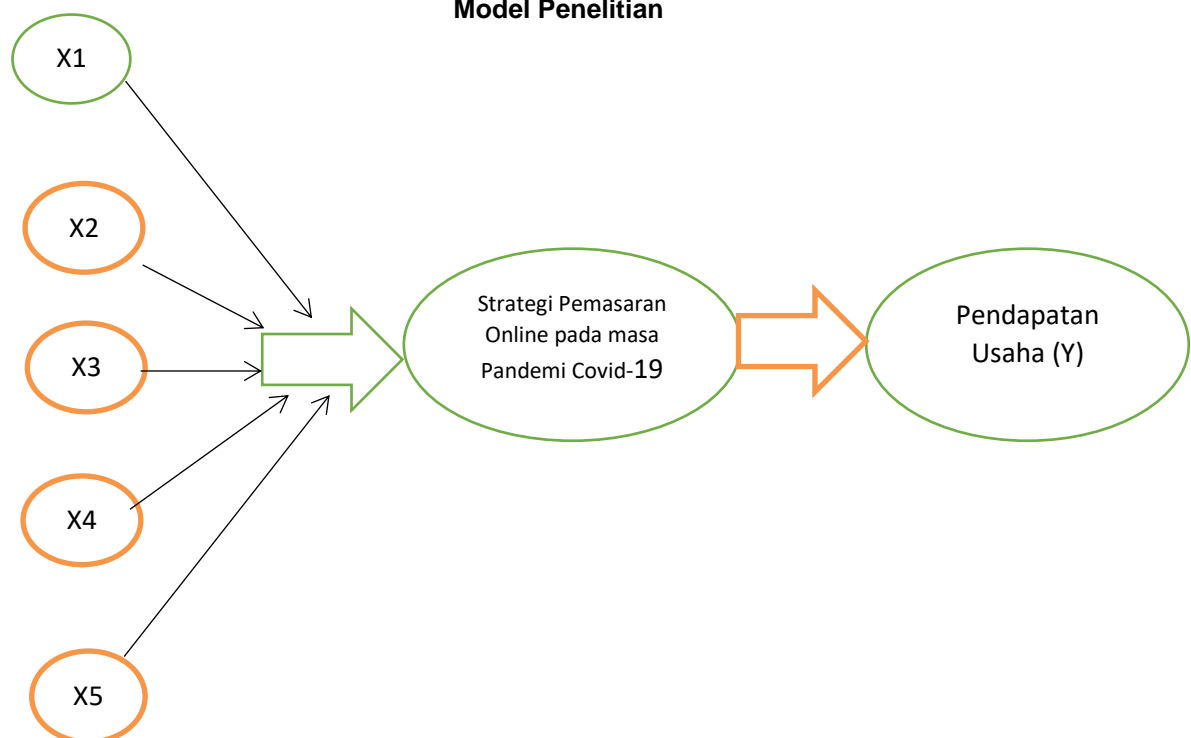 Model Penelitian
X1
X2
X3
X4
X5
Strategi Pemasaran
Online pada masa
Pandemi Covid-19
Pendapatan
Usaha (Y)